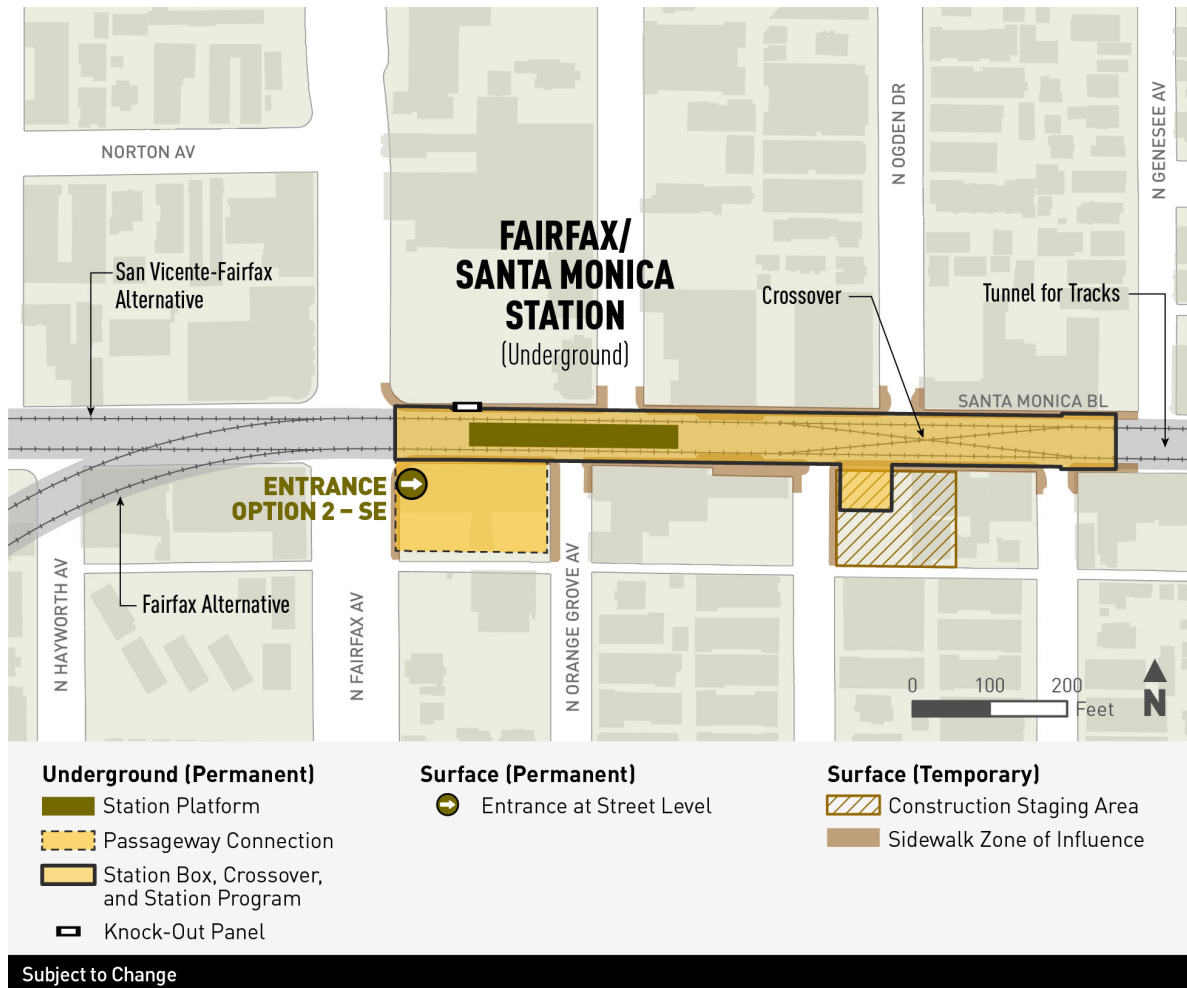 NORTON AV
N OGDEN DR
N GENESEE AV
FAIRFAX/
SANTA MONICA
STATION
(Underground)
San Vicente-Fairfax
Alternative
Crossover
Tunnel for Tracks
SANTA MONICA BL
ENTRANCE
OPTION 2 – SE
Fairfax Alternative
N HAYWORTH AV
N FAIRFAX AV
N ORANGE GROVE AV
0 100 200
Feet
N
Underground (Permanent)
Station Platform
Passageway Connection
Station Box, Crossover,
and Station Program
Knock-Out Panel
Surface (Permanent)
Entrance at Street Level
Surface (Temporary)
Construction Staging Area
Sidewalk Zone of Influence
Subject to Change